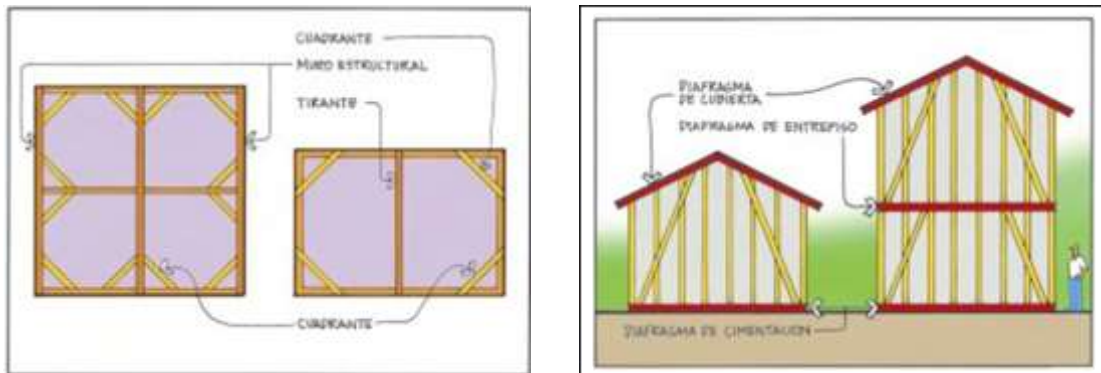 CUADRANTE
MURO ESTRUCTURAL
TIRANTE
CUADRANTE
DIAFRAGMA
DE CUBIERTA
DIAFRAGMA DE ENTREPISO
DIAFRAGMA DE CIMENTACION